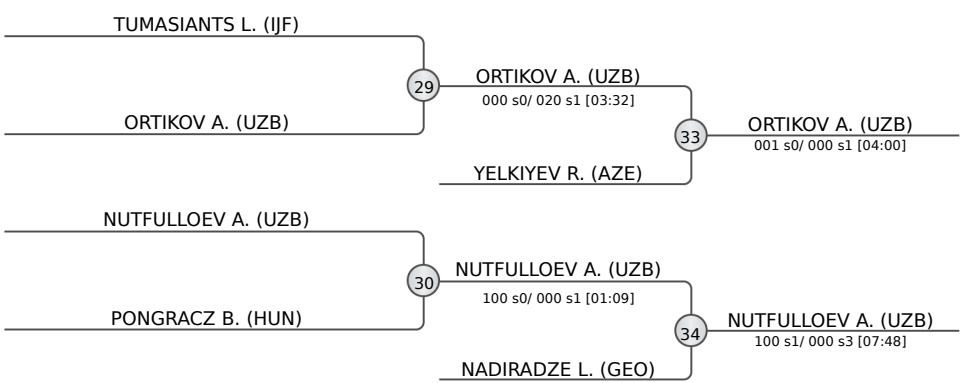 TUMASIANTS L. (IJF)
29
ORTIKOV A. (UZB)
000 s0/ 020 s1 [03:32]
ORTIKOV A. (UZB)
33
ORTIKOV A. (UZB)
001 s0/ 000 s1 [04:00]
YELKIYEV R. (AZE)
NUTFULLOEV A. (UZB)
30
NUTFULLOEV A. (UZB)
100 s0/ 000 s1 [01:09]
PONGRACZ B. (HUN)
34
NUTFULLOEV A. (UZB)
100 s1/ 000 s3 [07:48]
NADIRADZE L. (GEO)